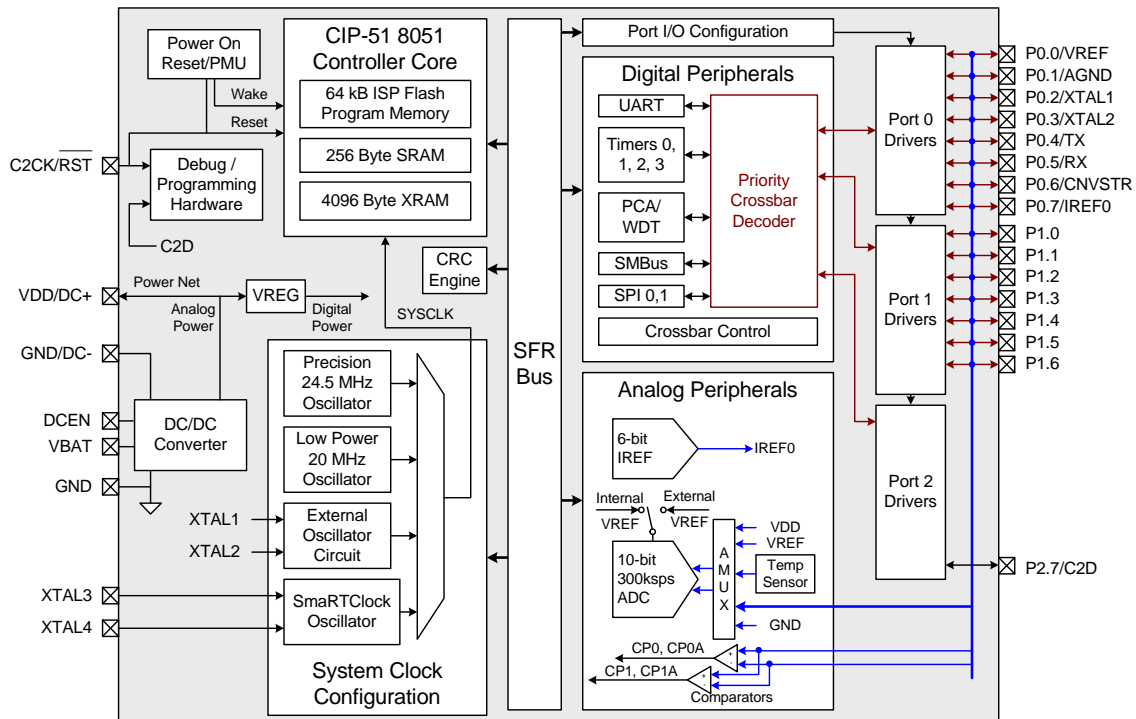 Power On
Reset/PMU
Wake
Reset
C2CK/RST
Debug /
Programming
Hardware
C2D
CIP-51 8051
Controller Core
64 kB ISP Flash
Program Memory
256 Byte SRAM
4096 Byte XRAM
CRC
Engine
VDD/DC+
Power Net
Analog
Power
VREG
Digital
Power
SYSCLK
GND/DC-
DCEN
VBAT
GND
DC/DC
Converter
XTAL1
XTAL2
XTAL3
XTAL4
Precision
24.5 MHz
Oscillator
Low Power
20 MHz
Oscillator
External
Oscillator
Circuit
SmaRTClock
Oscillator
System Clock
Configuration
SFR
Bus
Port I/O Configuration
Digital Peripherals
UART
Timers 0,
1, 2, 3
PCA/
WDT
SMBus
SPI 0,1
Priority
Crossbar
Decoder
Crossbar Control
Analog Peripherals
6-bit
IREF
IREF0
Internal
VREF
External
VREF
10-bit
300ksps
ADC
A
M
U
X
VDD
VREF
Temp
Sensor
GND
CP0, CP0A
+
-
CP1, CP1A
+
-
Comparators
Port 0
Drivers
Port 1
Drivers
Port 2
Drivers
P0.0/VREF
P0.1/AGND
P0.2/XTAL1
P0.3/XTAL2
P0.4/TX
P0.5/RX
P0.6/CNVSTR
P0.7/IREF0
P1.0
P1.1
P1.2
P1.3
P1.4
P1.5
P1.6
P2.7/C2D